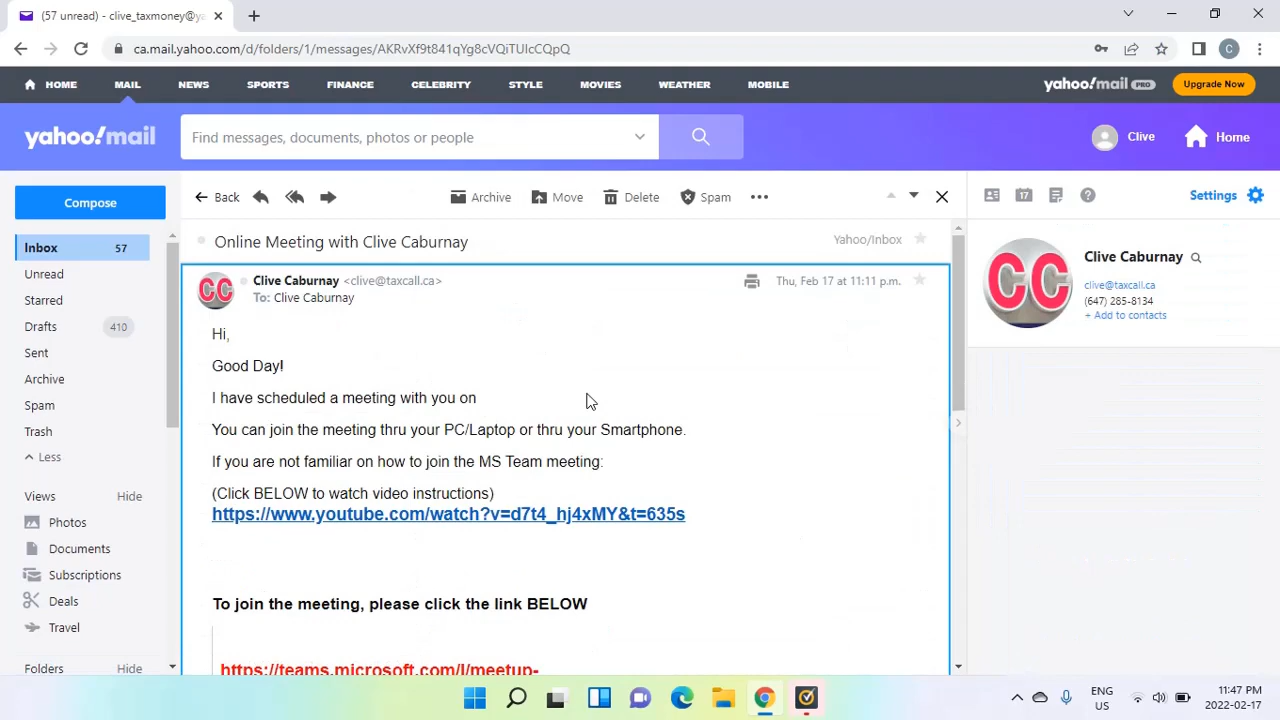 (57 unread) - clive_taxmoney@ya
ca.mail.yahoo.com/d/folders/1/messages/AKRvXf9t841qYg8cVQiTUIcCQpQ
C
HOME MAIL NEWS SPORTS FINANCE CELEBRITY STYLE MOVIES WEATHER MOBILE yahoo!mail PRO Upgrade Now
yahoo!mail Find messages, documents, photos or people Clive Home
Compose Back Archive Move Delete Spam ••• 17 Settings
Inbox 57
Unread
Starred
Drafts 410
Sent
Archive
Spam
Trash
Less
Views Hide
Photos
Documents
Subscriptions
Deals
Travel
Folders Hide
Online Meeting with Clive Caburnay Yahoo/Inbox
CC Clive Caburnay <clive@taxcall.ca> Thu, Feb 17 at 11:11 p.m.
To: Clive Caburnay
Hi,
Good Day!
I have scheduled a meeting with you on
You can join the meeting thru your PC/Laptop or thru your Smartphone.
If you are not familiar on how to join the MS Team meeting:
(Click BELOW to watch video instructions)
https://www.youtube.com/watch?v=d7t4_hj4xMY&t=635s
To join the meeting, please click the link BELOW
https://teams.microsoft.com/l/meetup-
CC Clive Caburnay
clive@taxcall.ca
(647) 285-8134
+ Add to contacts
ENG
US
11:47 PM
2022-02-17